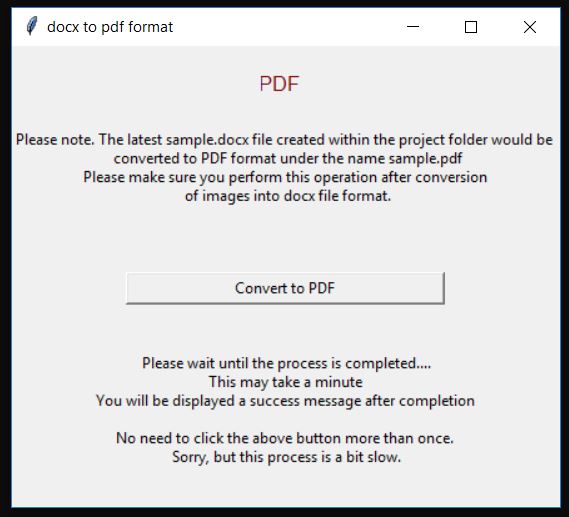 docx to pdf format
PDF
Please note. The latest sample.docx file created within the project folder would be
converted to PDF format under the name sample.pdf
Please make sure you perform this operation after conversion
of images into docx file format.
Convert to PDF
Please wait until the process is completed....
This may take a minute
You will be displayed a success message after completion
No need to click the above button more than once.
Sorry, but this process is a bit slow.